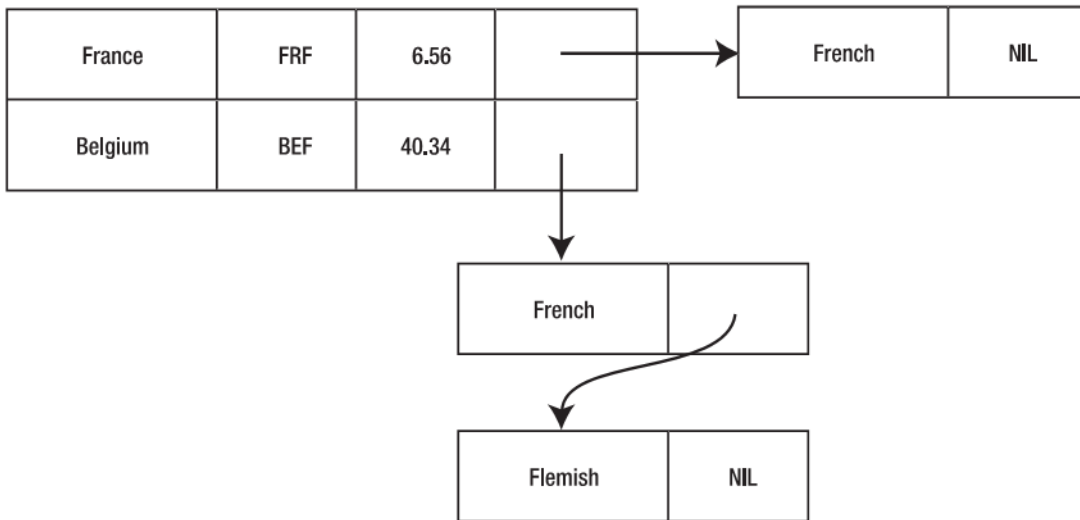 France FRF 6.56
French NIL
Belgium BEF 40.34
French
Flemish NIL